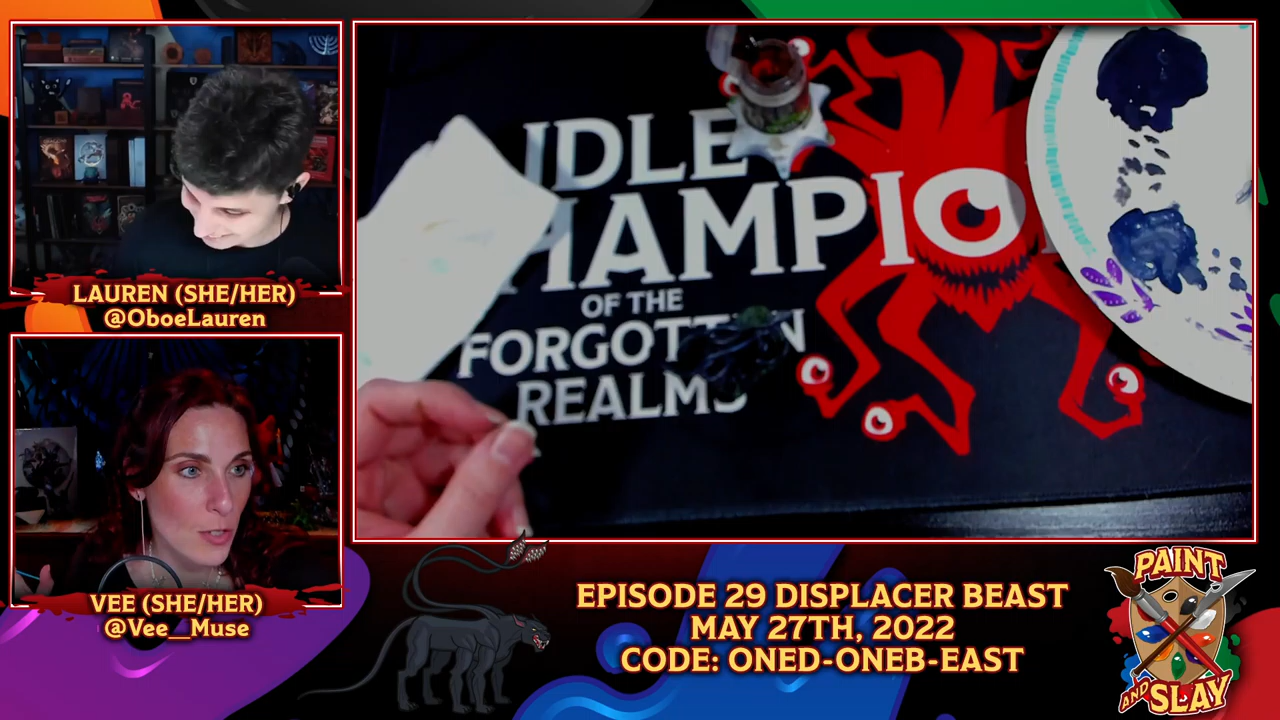 LAUREN (SHE/HER)
@OboeLauren
VEE (SHE/HER)
@Vee__Muse
IDLE
CHAMPIO
OF THE
FORGOTTEN
REALMS
EPISODE 29 DISPLACER BEAST
MAY 27TH, 2022
CODE: ONED-ONEB-EAST
PAINT
AND SLAY